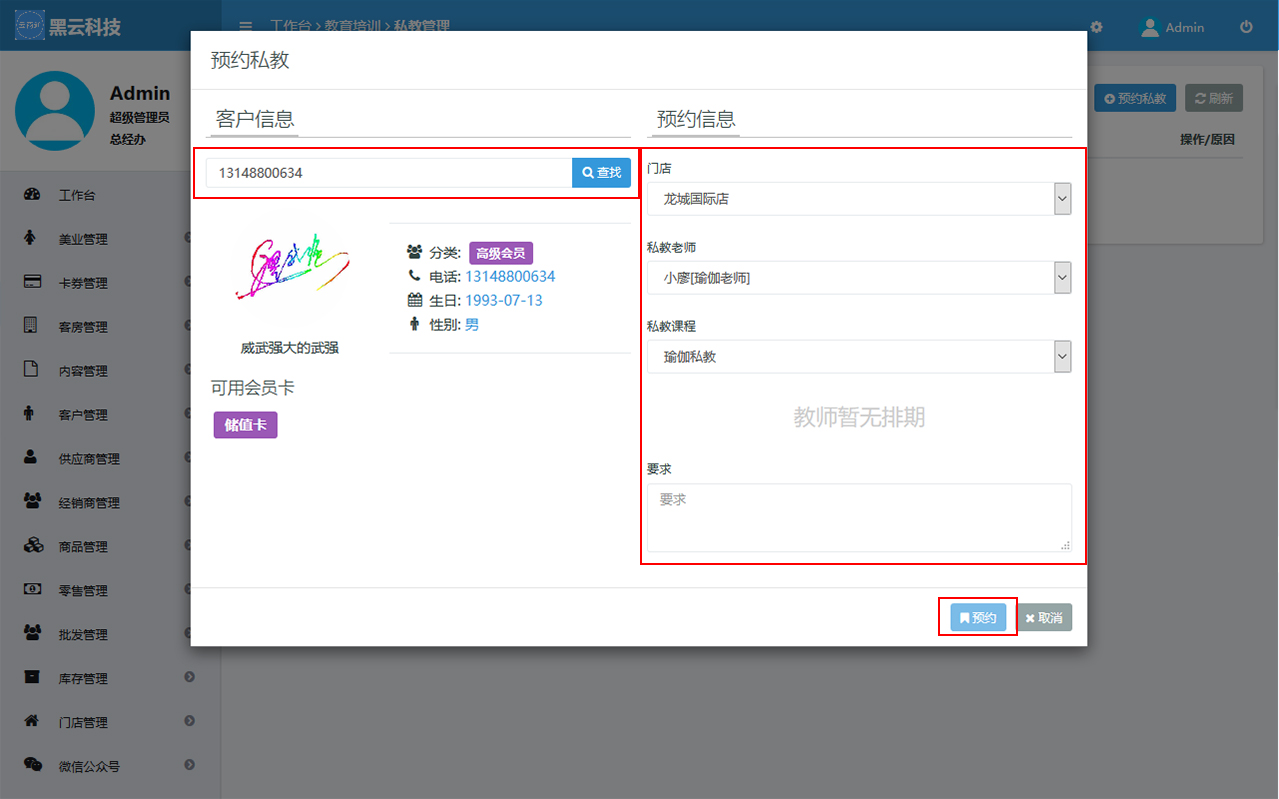 黑云科技
工作台 › 教育培训 › 私教管理
Admin
Admin
超级管理员
总经办
预约私教
刷新
操作/原因
工作台
美业管理
卡券管理
客房管理
内容管理
客户管理
供应商管理
经销商管理
商品管理
零售管理
批发管理
库存管理
门店管理
微信公众号
预约私教
客户信息
13148800634
查找
威武强大的武强
分类: 高级会员
电话: 13148800634
生日: 1993-07-13
性别: 男
可用会员卡
储值卡
预约信息
门店
龙城国际店
私教老师
小廖[瑜伽老师]
私教课程
瑜伽私教
教师暂无排期
要求
要求
预约
取消